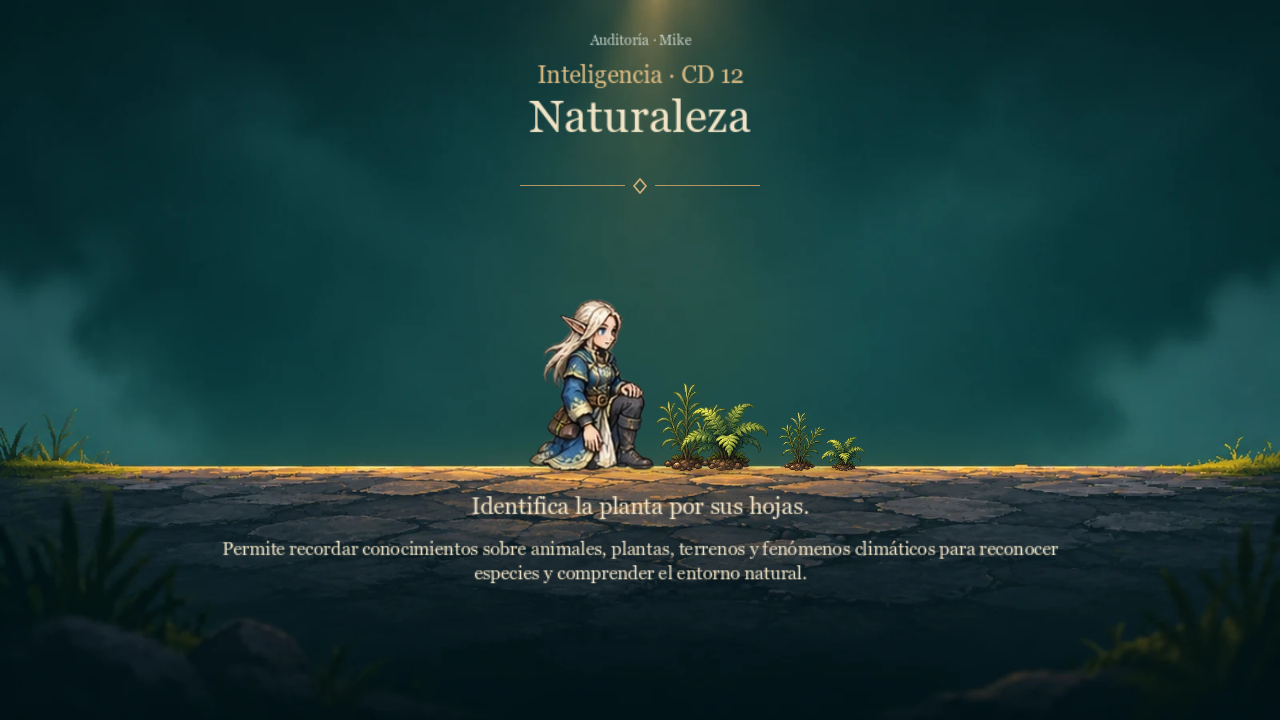 Auditoría · Mike
Inteligencia · CD 12
Naturaleza
Identifica la planta por sus hojas.
Permite recordar conocimientos sobre animales, plantas, terrenos y fenómenos climáticos para reconocer
especies y comprender el entorno natural.